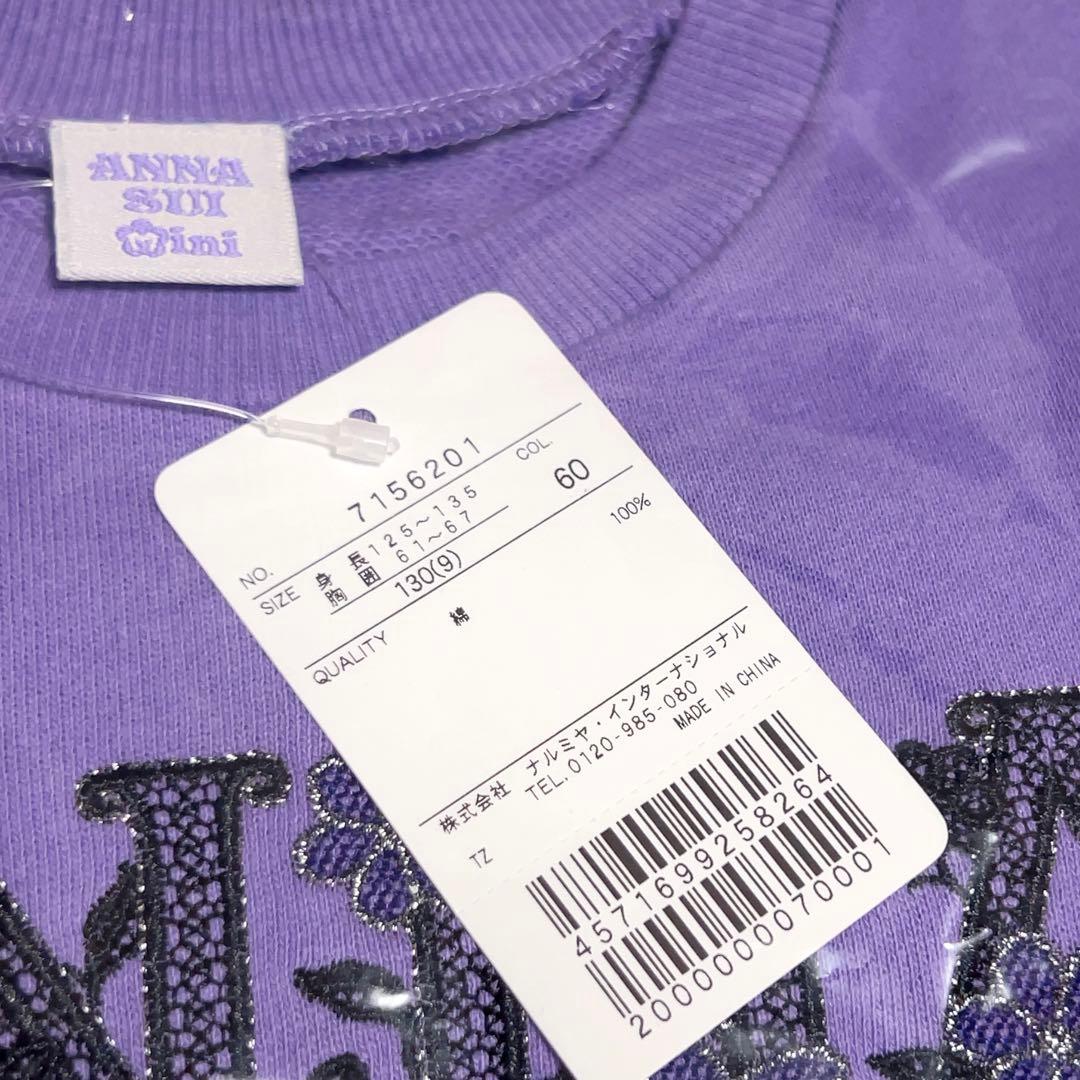 ANNA
SUI
mini
NO. 7156201
SIZE 身長125~135 COL.
胸囲 61~67 60
130(9)
QUALITY 綿 100%
株式会社 ナルミヤ・インターナショナル
TEL.0120-985-080
TZ MADE IN CHINA
4571699258264
2000000070001